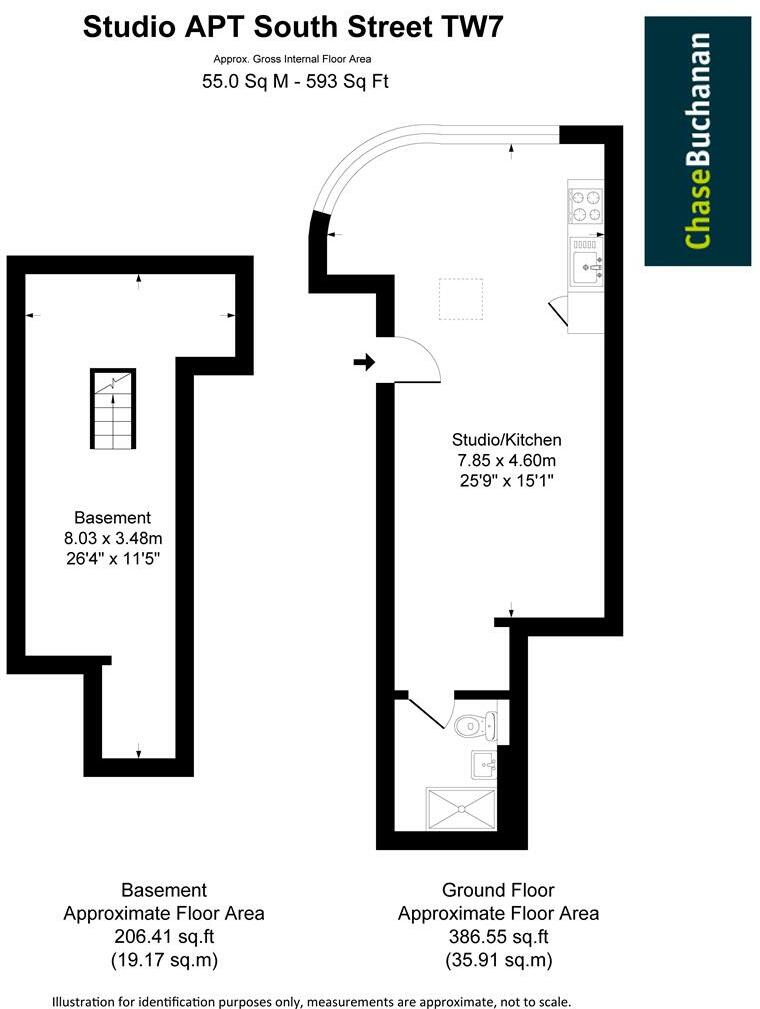 Studio APT South Street TW7
Approx. Gross Internal Floor Area
55.0 Sq M - 593 Sq Ft
ChaseBuchanan
Studio/Kitchen
7.85 x 4.60m
25'9" x 15'1"
Basement
8.03 x 3.48m
26'4" x 11'5"
Basement
Approximate Floor Area
206.41 sq.ft
(19.17 sq.m)
Ground Floor
Approximate Floor Area
386.55 sq.ft
(35.91 sq.m)
Illustration for identification purposes only, measurements are approximate, not to scale.